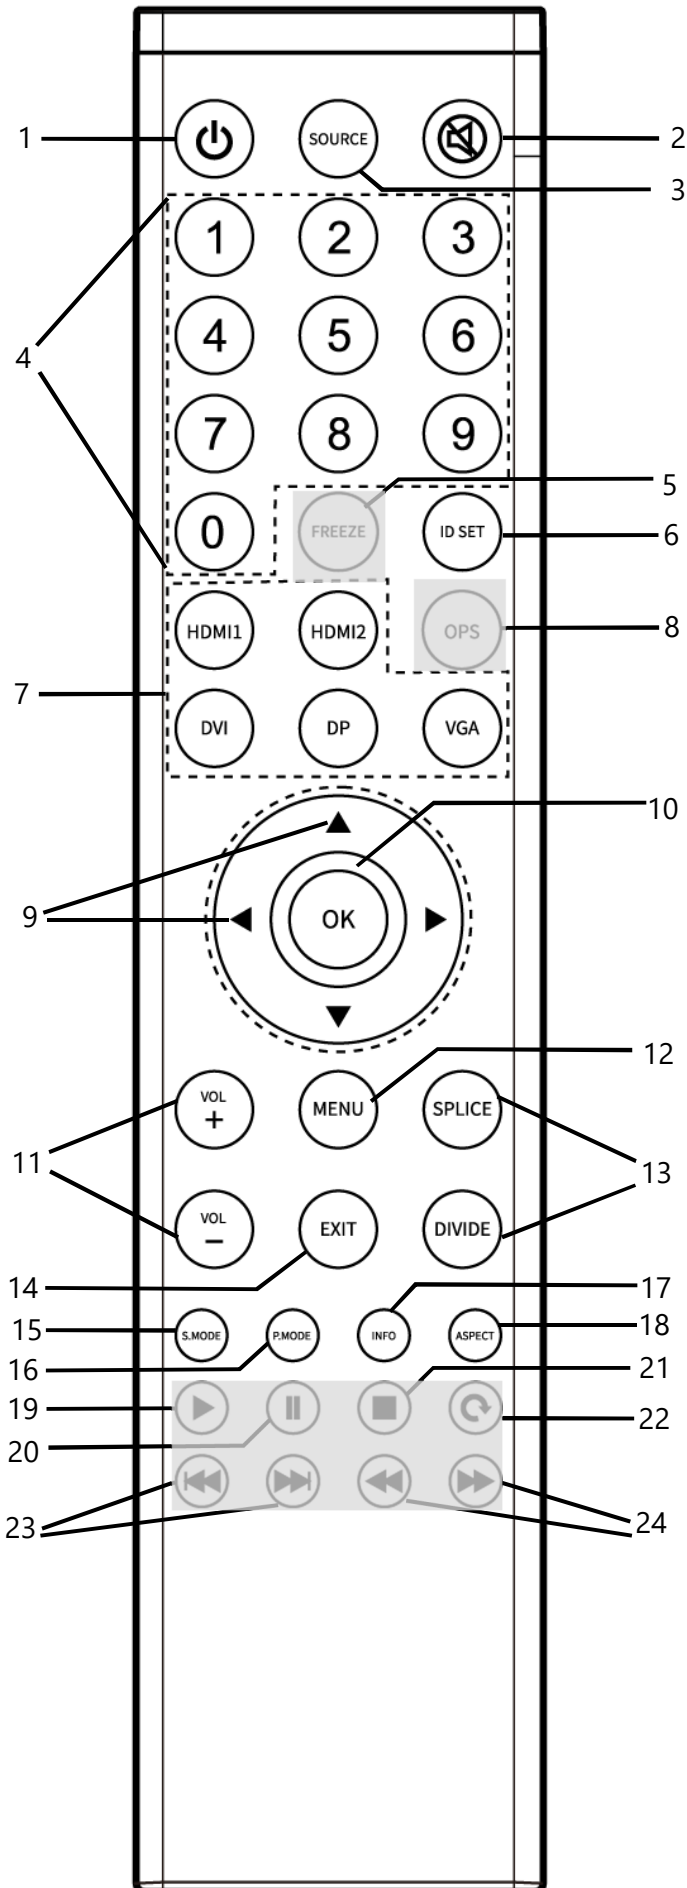 1
SOURCE
2
3
1 2 3
4
4 5 6
7 8 9
5
0 FREEZE ID SET
6
HDMI1 HDMI2 OPS
8
7
DVI DP VGA
10
9
OK
12
VOL
+
MENU
SPLICE
11
13
VOL
−
EXIT
DIVIDE
14
17
15
S.MODE P.MODE INFO ASPECT
18
16
21
19
20
22
23
24